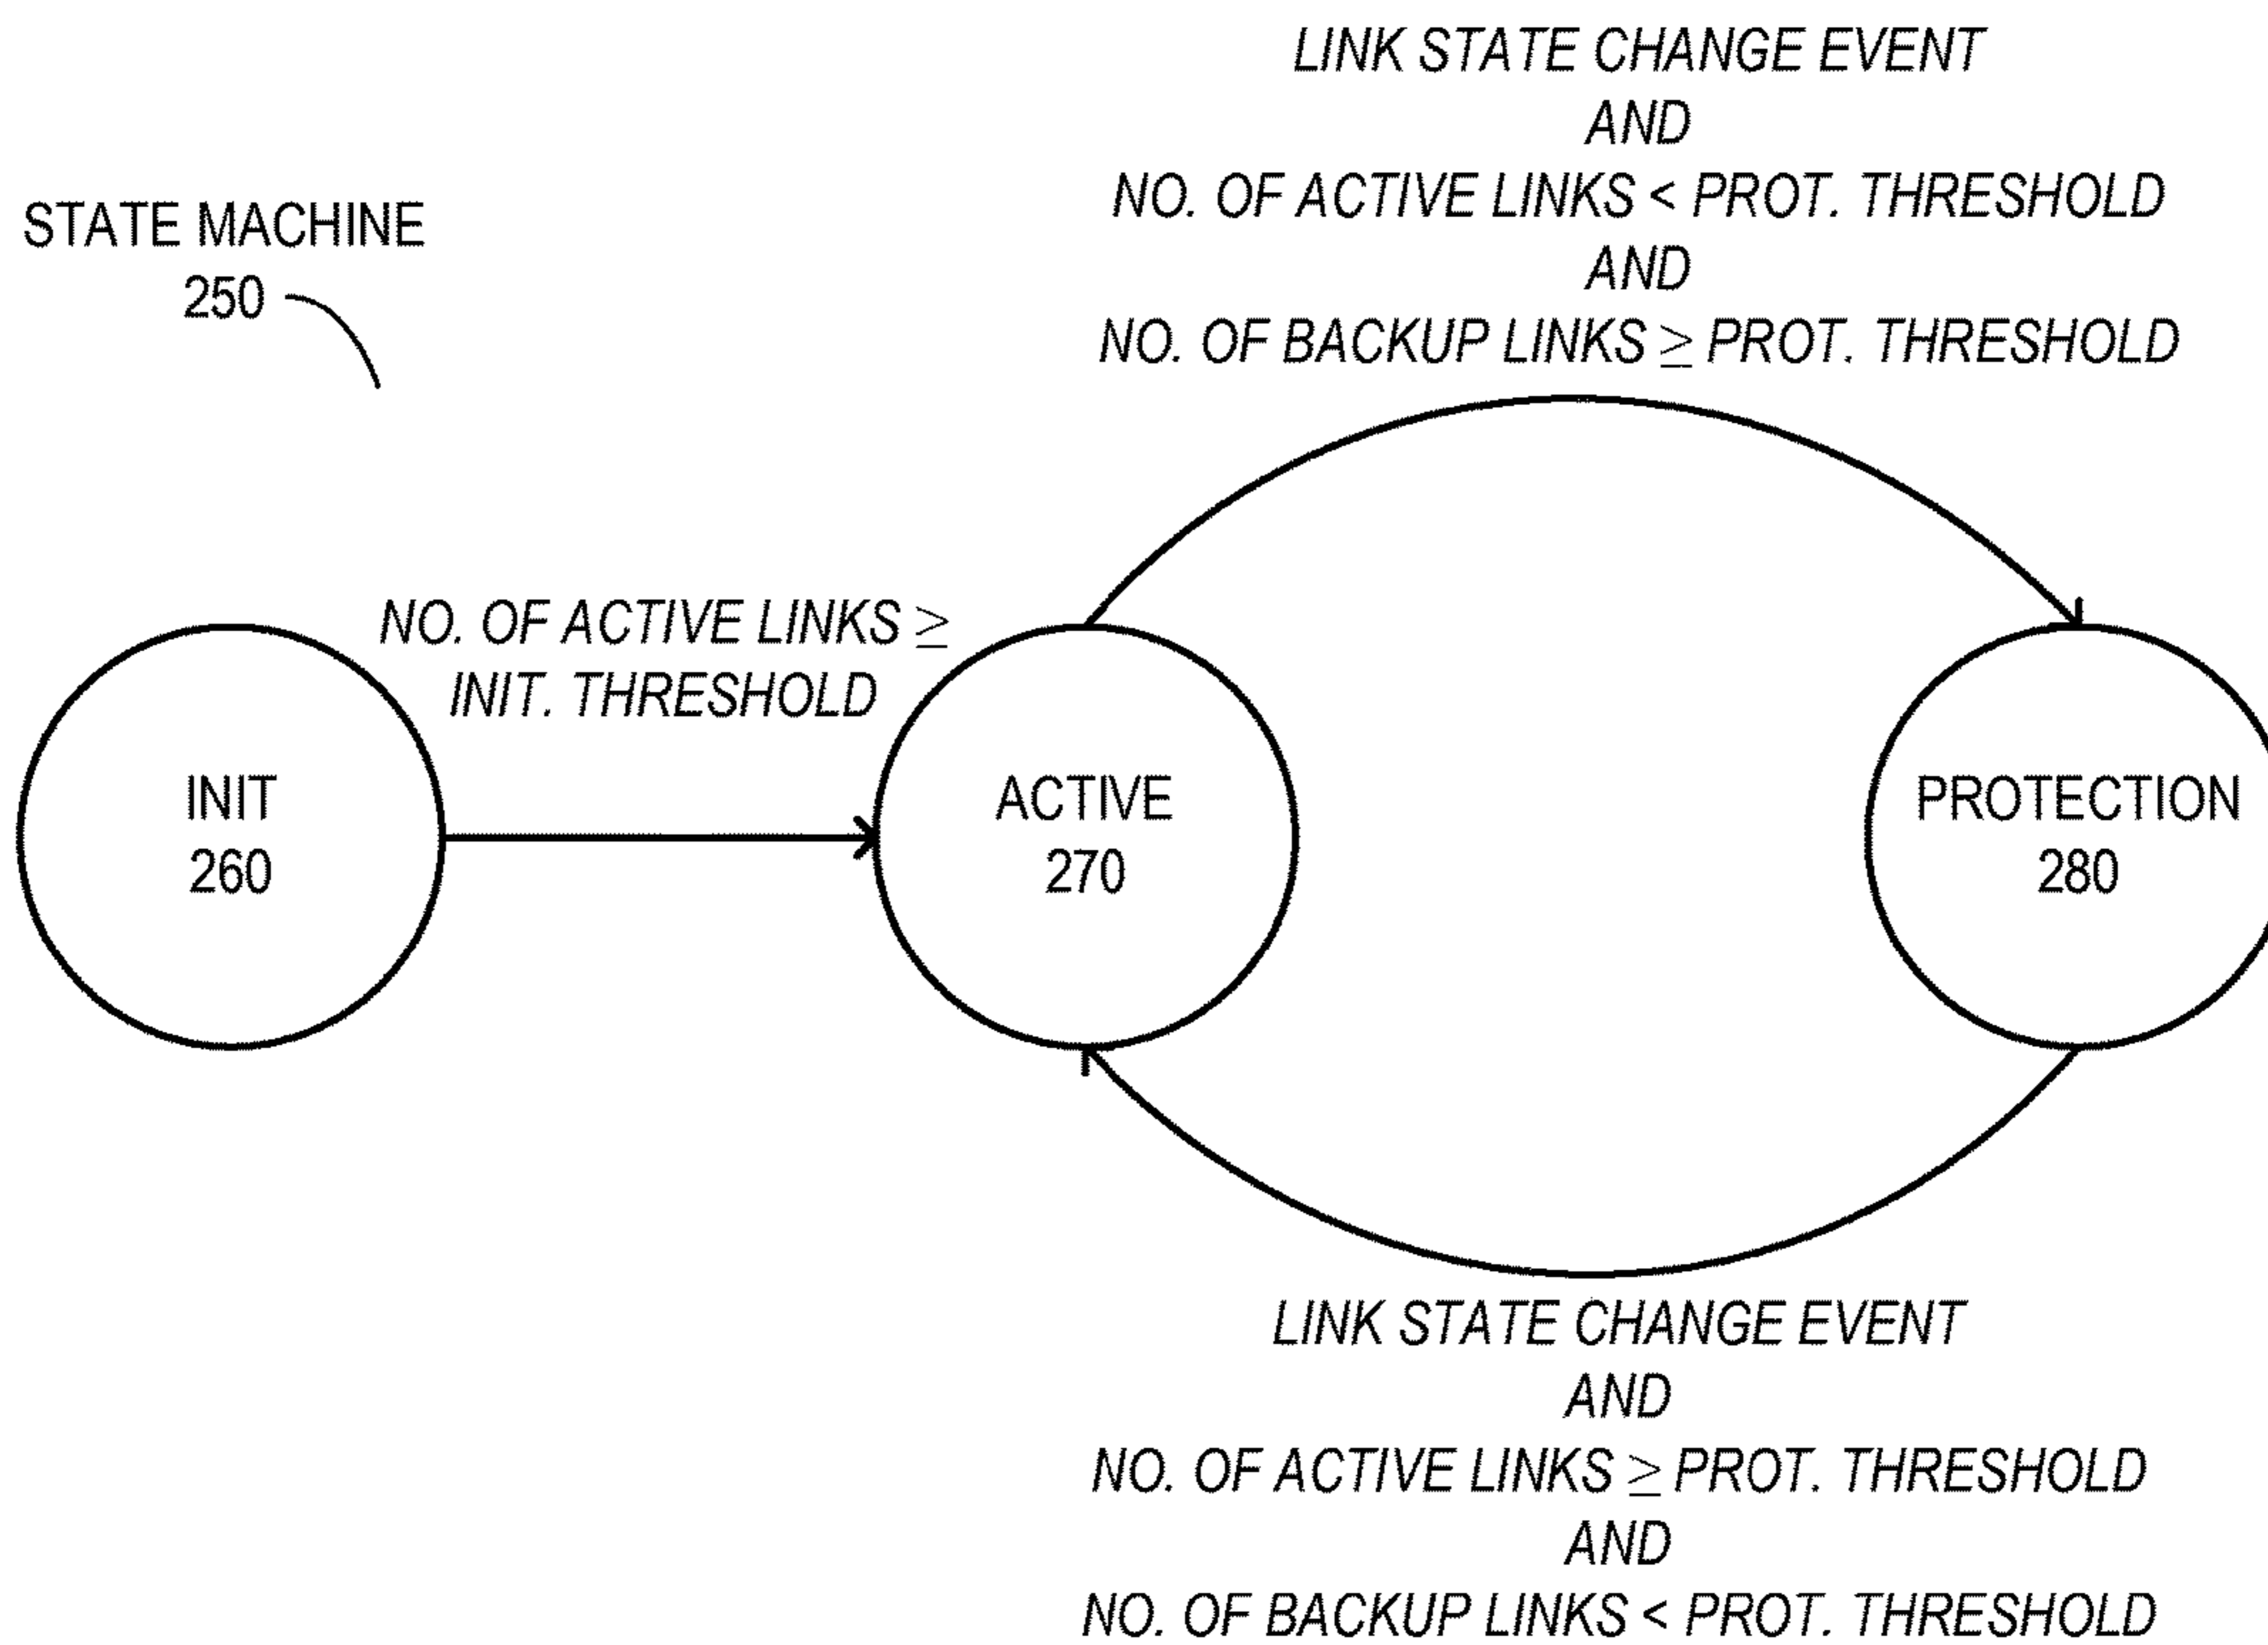 LINK STATE CHANGE EVENT
AND
NO. OF ACTIVE LINKS < PROT. THRESHOLD
AND
NO. OF BACKUP LINKS ≥ PROT. THRESHOLD
STATE MACHINE
250
NO. OF ACTIVE LINKS ≥
INIT. THRESHOLD
INIT
260
ACTIVE
270
PROTECTION
280
LINK STATE CHANGE EVENT
AND
NO. OF ACTIVE LINKS ≥ PROT. THRESHOLD
AND
NO. OF BACKUP LINKS < PROT. THRESHOLD